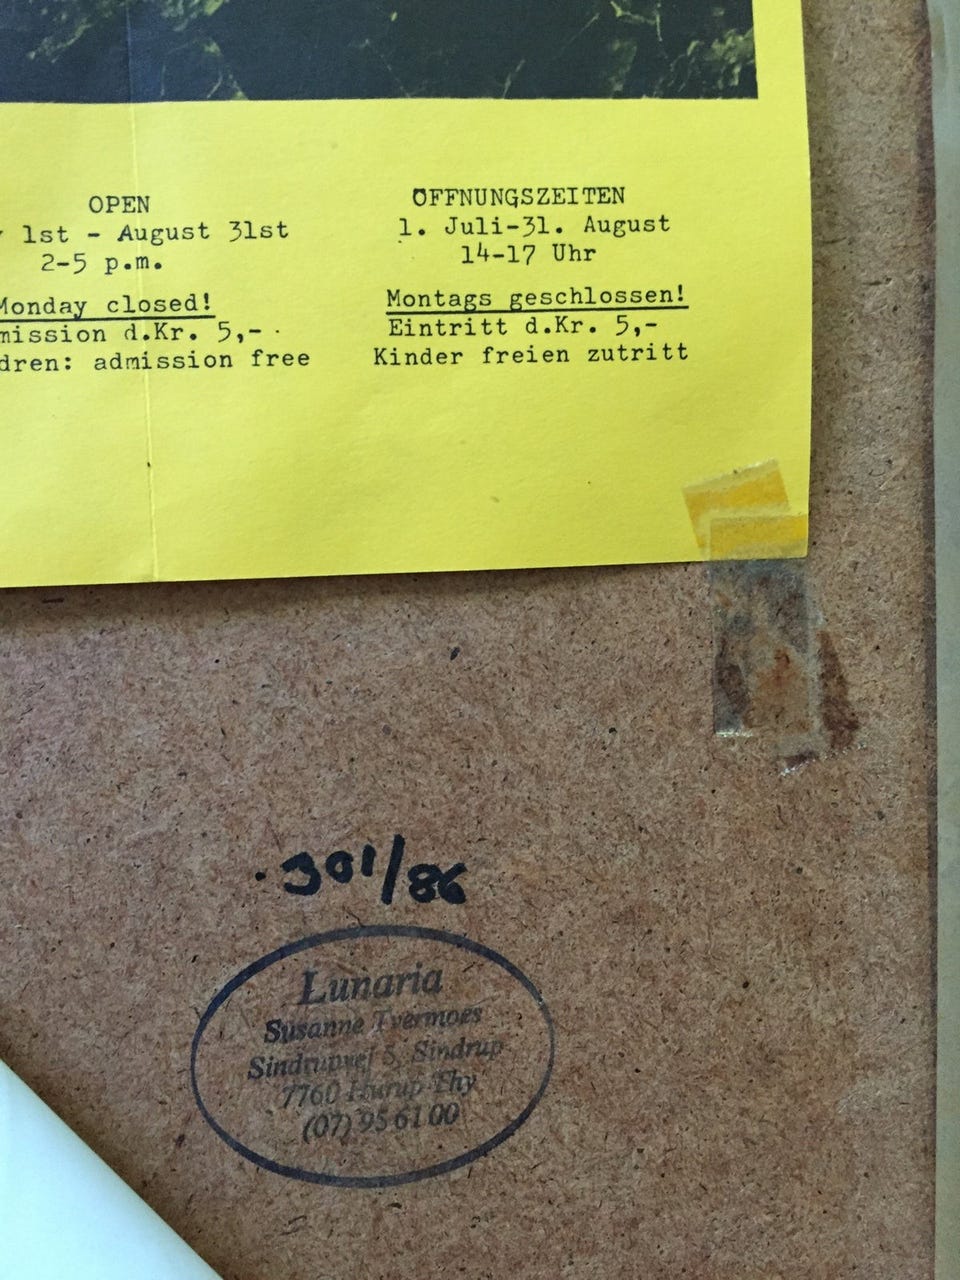 OPEN
1st - August 31st
2-5 p.m.
Monday closed!
mission d.Kr. 5,-
dren: admission free
ÖFFNUNGSZEITEN
1. Juli-31. August
14-17 Uhr
Montags geschlossen!
Eintritt d.Kr. 5,-
Kinder freien zutritt
301/86
Lunaria
Susanne Tvermoes
Sindrupvej 5, Sindrup
7760 Hurup Thy
(07) 95 61 00